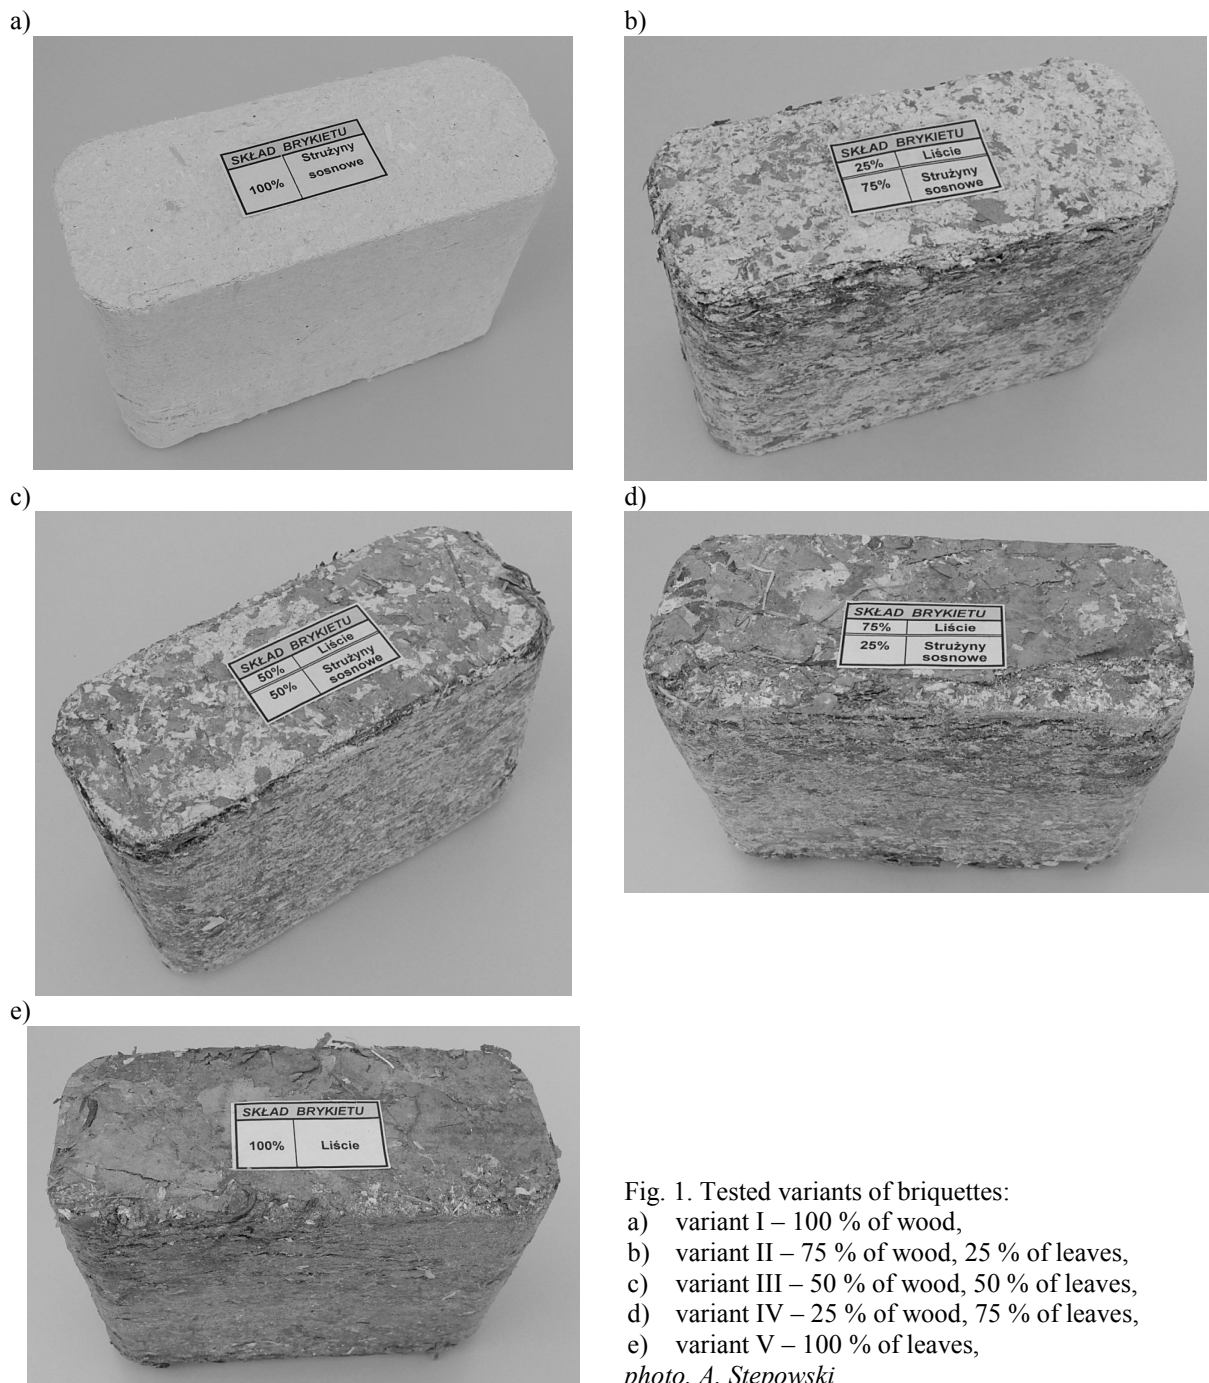 a)
SKŁAD BRYKIETU
100%
Strużyny
sosnowe
b)
SKŁAD BRYKIETU
25% Liście
75% Strużyny
sosnowe
c)
SKŁAD BRYKIETU
50% Liście
50% Strużyny
sosnowe
d)
SKŁAD BRYKIETU
75% Liście
25% Strużyny
sosnowe
e)
SKŁAD BRYKIETU
100% Liście
Fig. 1. Tested variants of briquettes:
a) variant I – 100 % of wood,
b) variant II – 75 % of wood, 25 % of leaves,
c) variant III – 50 % of wood, 50 % of leaves,
d) variant IV – 25 % of wood, 75 % of leaves,
e) variant V – 100 % of leaves,
photo. A. Stepowski